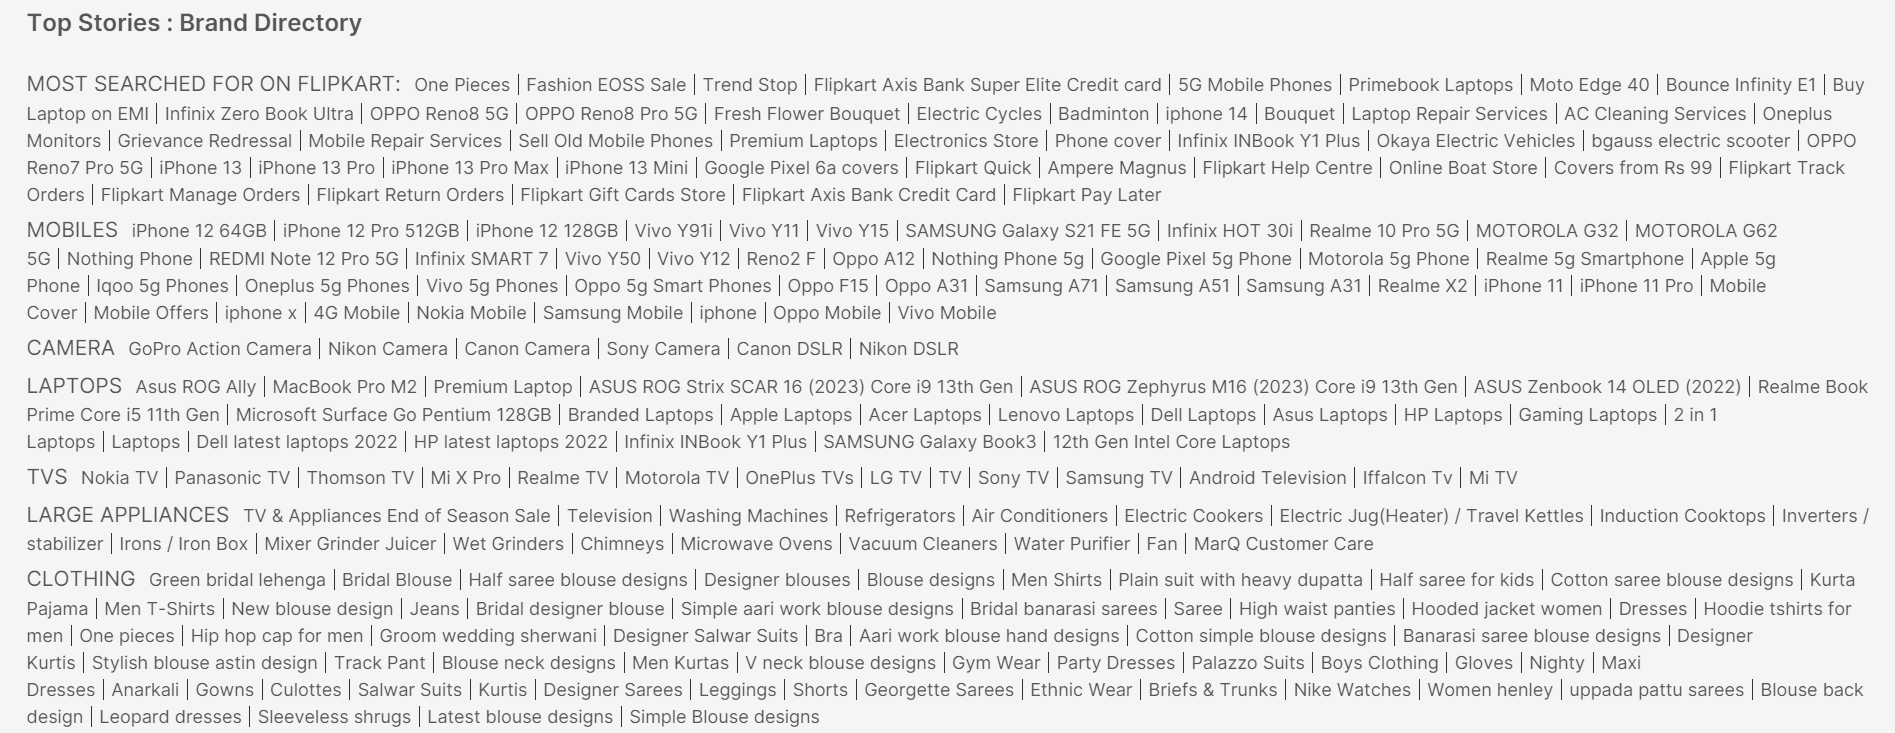 Top Stories : Brand Directory
MOST SEARCHED FOR ON FLIPKART: One Pieces | Fashion EOSS Sale | Trend Stop | Flipkart Axis Bank Super Elite Credit card | 5G Mobile Phones | Primebook Laptops | Moto Edge 40 | Bounce Infinity E1 | Buy
Laptop on EMI | Infinix Zero Book Ultra | OPPO Reno8 5G | OPPO Reno8 Pro 5G | Fresh Flower Bouquet | Electric Cycles | Badminton | iphone 14 | Bouquet | Laptop Repair Services | AC Cleaning Services | Oneplus
Monitors | Grievance Redressal | Mobile Repair Services | Sell Old Mobile Phones | Premium Laptops | Electronics Store | Phone cover | Infinix INBook Y1 Plus | Okaya Electric Vehicles | bgauss electric scooter | OPPO
Reno7 Pro 5G | iPhone 13 | iPhone 13 Pro | iPhone 13 Pro Max | iPhone 13 Mini | Google Pixel 6a covers | Flipkart Quick | Ampere Magnus | Flipkart Help Centre | Online Boat Store | Covers from Rs 99 | Flipkart Track
Orders | Flipkart Manage Orders | Flipkart Return Orders | Flipkart Gift Cards Store | Flipkart Axis Bank Credit Card | Flipkart Pay Later
MOBILES iPhone 12 64GB | iPhone 12 Pro 512GB | iPhone 12 128GB | Vivo Y91i | Vivo Y11 | Vivo Y15 | SAMSUNG Galaxy S21 FE 5G | Infinix HOT 30i | Realme 10 Pro 5G | MOTOROLA G32 | MOTOROLA G62
5G | Nothing Phone | REDMI Note 12 Pro 5G | Infinix SMART 7 | Vivo Y50 | Vivo Y12 | Reno2 F | Oppo A12 | Nothing Phone 5g | Google Pixel 5g Phone | Motorola 5g Phone | Realme 5g Smartphone | Apple 5g
Phone | Iqoo 5g Phones | Oneplus 5g Phones | Vivo 5g Phones | Oppo 5g Smart Phones | Oppo F15 | Oppo A31 | Samsung A71 | Samsung A51 | Samsung A31 | Realme X2 | iPhone 11 | iPhone 11 Pro | Mobile
Cover | Mobile Offers | iphone x | 4G Mobile | Nokia Mobile | Samsung Mobile | iphone | Oppo Mobile | Vivo Mobile
CAMERA GoPro Action Camera | Nikon Camera | Canon Camera | Sony Camera | Canon DSLR | Nikon DSLR
LAPTOPS Asus ROG Ally | MacBook Pro M2 | Premium Laptop | ASUS ROG Strix SCAR 16 (2023) Core i9 13th Gen | ASUS ROG Zephyrus M16 (2023) Core i9 13th Gen | ASUS Zenbook 14 OLED (2022) | Realme Book
Prime Core i5 11th Gen | Microsoft Surface Go Pentium 128GB | Branded Laptops | Apple Laptops | Acer Laptops | Lenovo Laptops | Dell Laptops | Asus Laptops | HP Laptops | Gaming Laptops | 2 in 1
Laptops | Laptops | Dell latest laptops 2022 | HP latest laptops 2022 | Infinix INBook Y1 Plus | SAMSUNG Galaxy Book3 | 12th Gen Intel Core Laptops
TVS Nokia TV | Panasonic TV | Thomson TV | Mi X Pro | Realme TV | Motorola TV | OnePlus TVs | LG TV | TV | Sony TV | Samsung TV | Android Television | Iffalcon Tv | Mi TV
LARGE APPLIANCES TV & Appliances End of Season Sale | Television | Washing Machines | Refrigerators | Air Conditioners | Electric Cookers | Electric Jug(Heater) / Travel Kettles | Induction Cooktops | Inverters /
stabilizer | Irons / Iron Box | Mixer Grinder Juicer | Wet Grinders | Chimneys | Microwave Ovens | Vacuum Cleaners | Water Purifier | Fan | MarQ Customer Care
CLOTHING Green bridal lehenga | Bridal Blouse | Half saree blouse designs | Designer blouses | Blouse designs | Men Shirts | Plain suit with heavy dupatta | Half saree for kids | Cotton saree blouse designs | Kurta
Pajama | Men T-Shirts | New blouse design | Jeans | Bridal designer blouse | Simple aari work blouse designs | Bridal banarasi sarees | Saree | High waist panties | Hooded jacket women | Dresses | Hoodie tshirts for
men | One pieces | Hip hop cap for men | Groom wedding sherwani | Designer Salwar Suits | Bra | Aari work blouse hand designs | Cotton simple blouse designs | Banarasi saree blouse designs | Designer
Kurtis | Stylish blouse astin design | Track Pant | Blouse neck designs | Men Kurtas | V neck blouse designs | Gym Wear | Party Dresses | Palazzo Suits | Boys Clothing | Gloves | Nighty | Maxi
Dresses | Anarkali | Gowns | Culottes | Salwar Suits | Kurtis | Designer Sarees | Leggings | Shorts | Georgette Sarees | Ethnic Wear | Briefs & Trunks | Nike Watches | Women henley | uppada pattu sarees | Blouse back
design | Leopard dresses | Sleeveless shrugs | Latest blouse designs | Simple Blouse designs